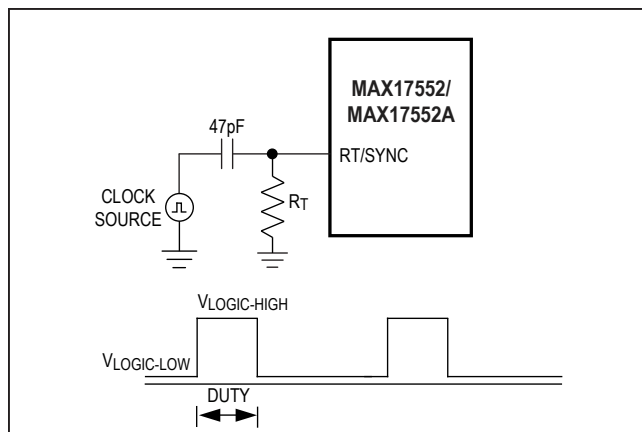 MAX17552/
MAX17552A
47pF
RT/SYNC
RT
CLOCK
SOURCE
VLOGIC-HIGH
VLOGIC-LOW
DUTY